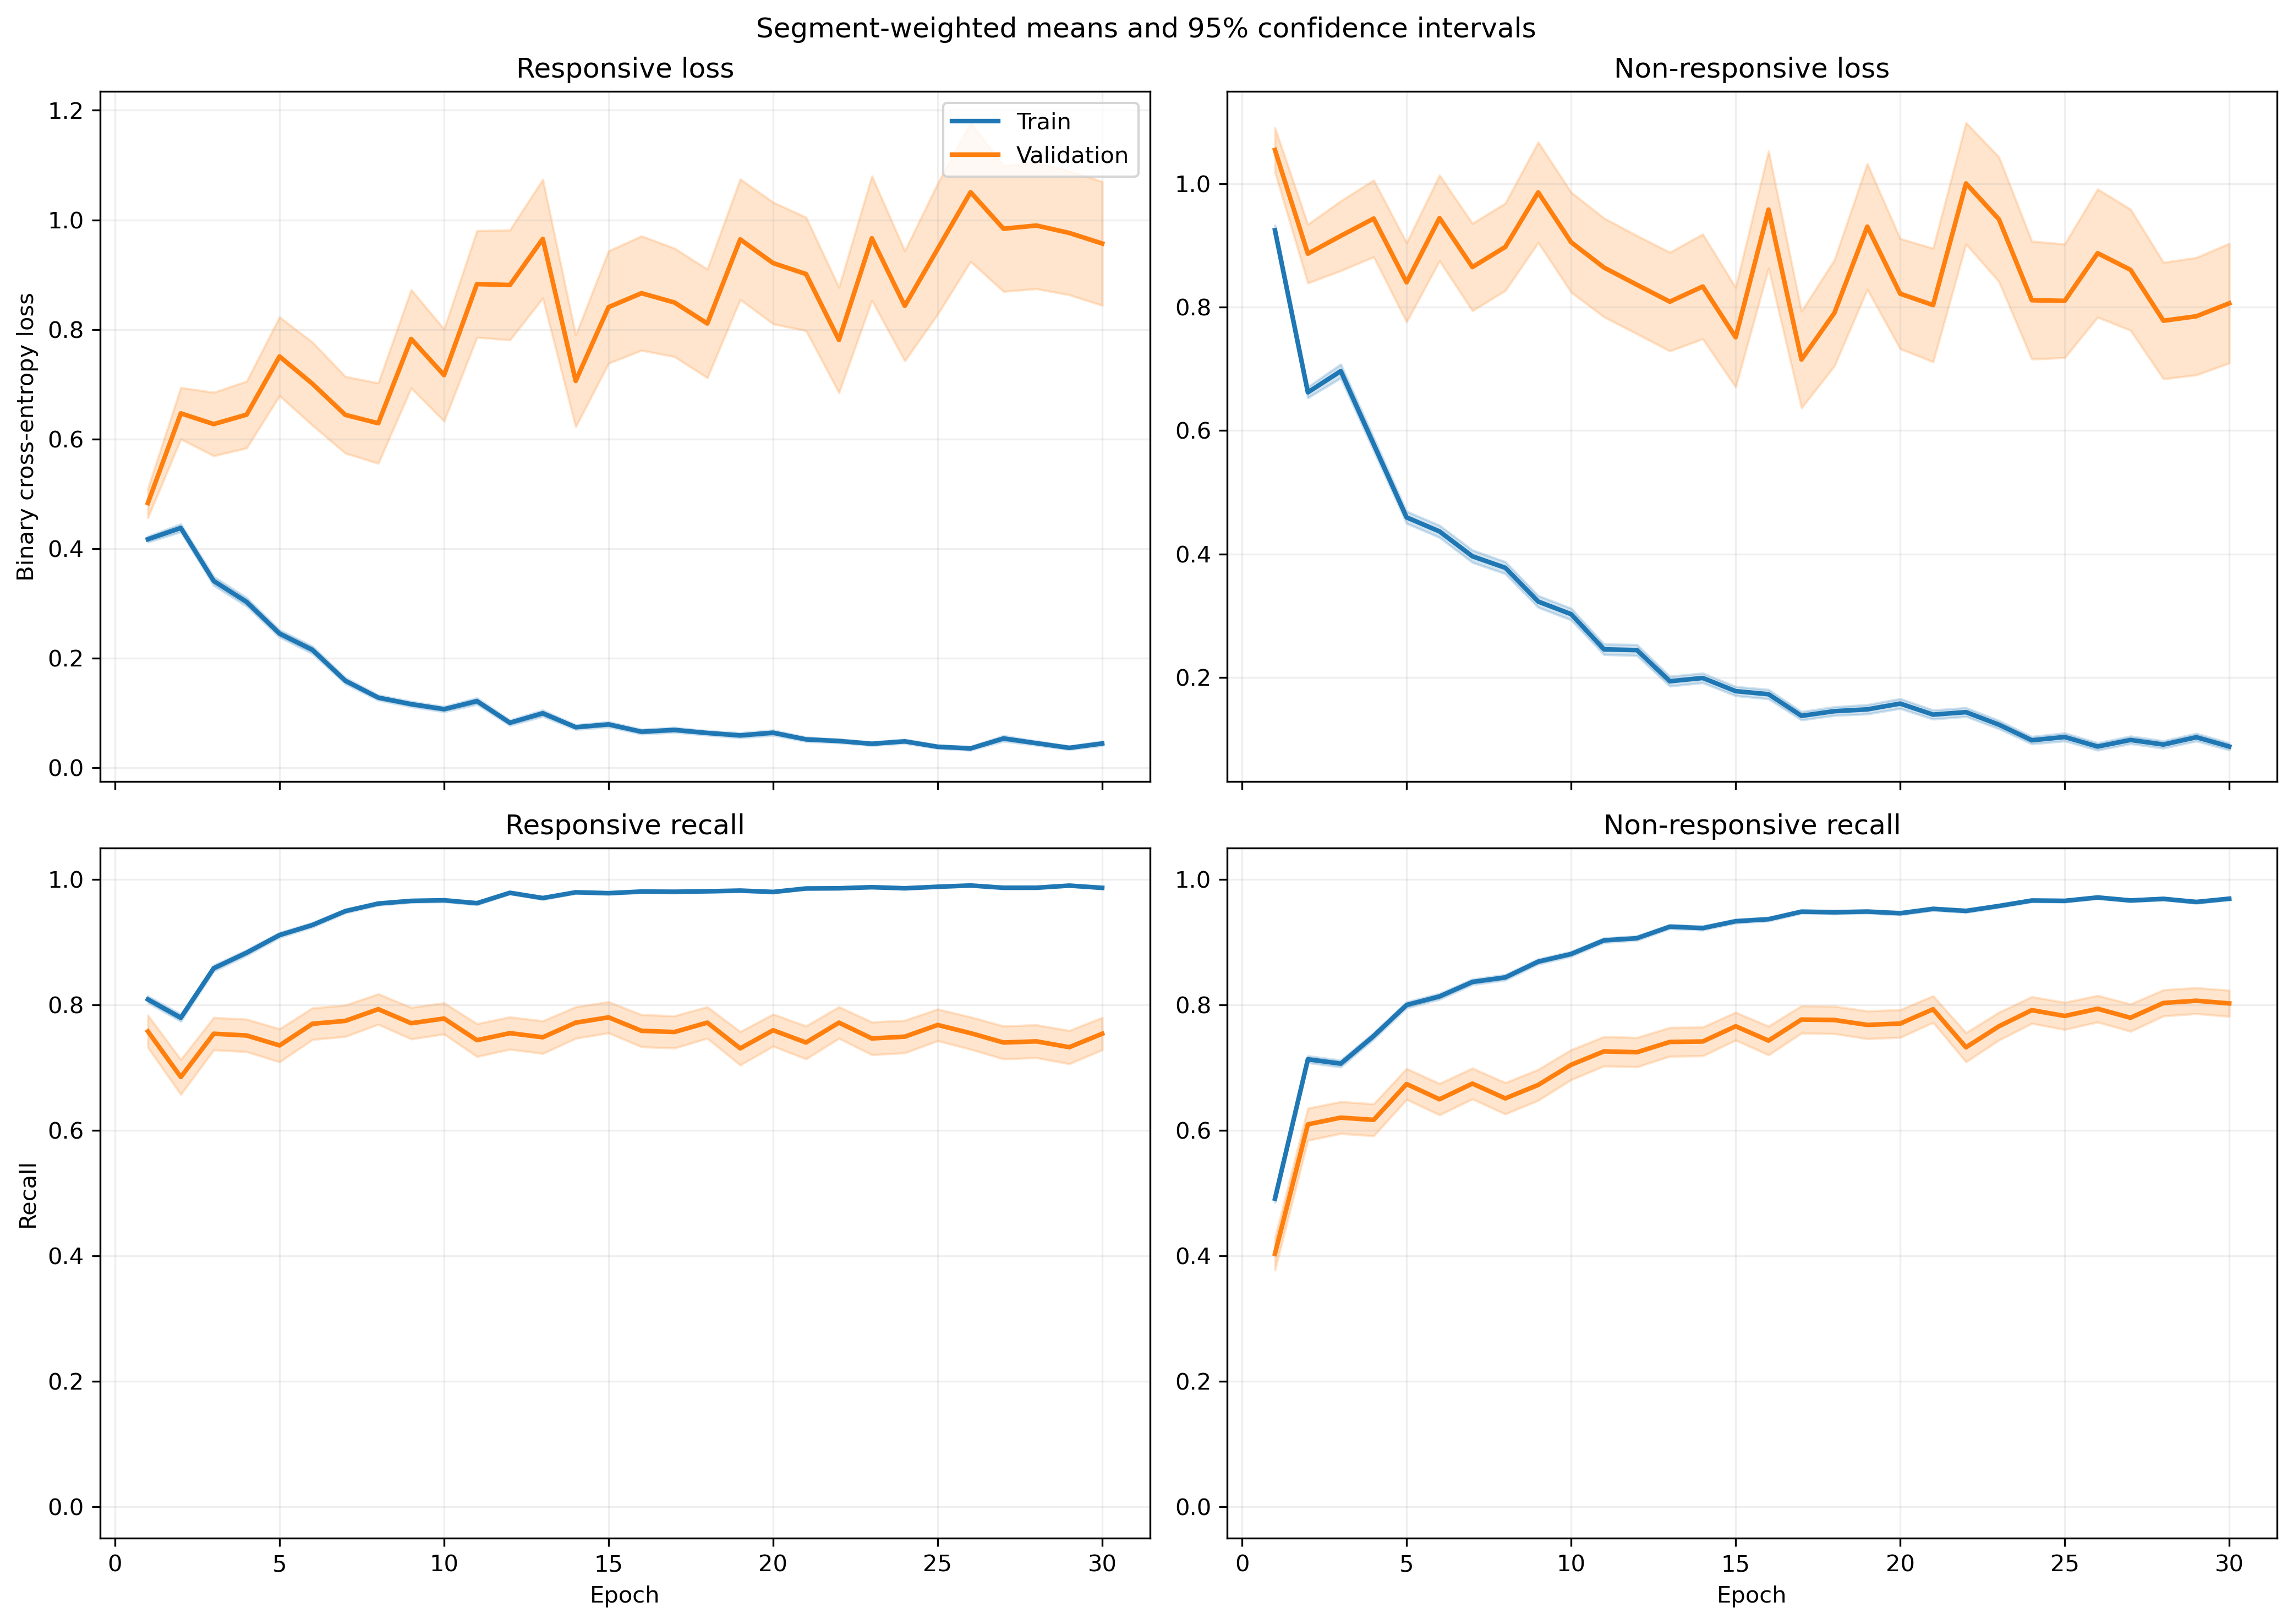 Segment-weighted means and 95% confidence intervals
Responsive loss
Non-responsive loss
Binary cross-entropy loss
1.2
1.0
0.8
0.6
0.4
0.2
0.0
Train
Validation
1.0
0.8
0.6
0.4
0.2
Responsive recall
Non-responsive recall
Recall
1.0
0.8
0.6
0.4
0.2
0.0
0 5 10 15 20 25 30
Epoch
1.0
0.8
0.6
0.4
0.2
0.0
0 5 10 15 20 25 30
Epoch